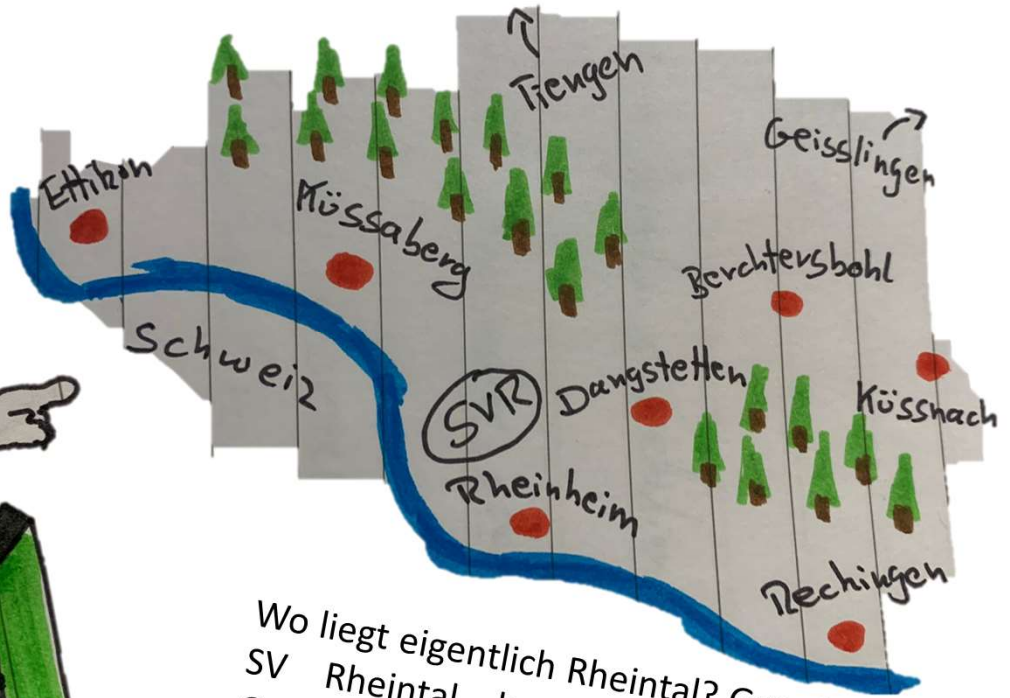 Tiengen
Geisslingen
Ettikon
Küssaberg
Berchtersbohl
Schweiz
SVR
Dangstetten
Küssnach
Rheinheim
Rechingen
Wo liegt eigentlich Rheintal?
SV Rheintal